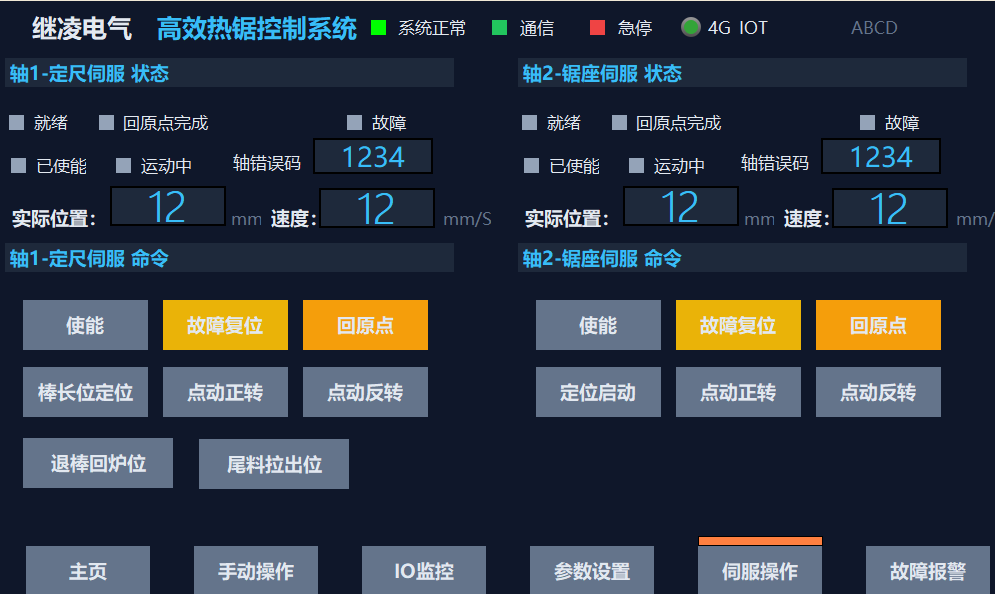 继凌电气 高效热锯控制系统 系统正常 通信 急停 4G IOT ABCD
轴1-定尺伺服 状态 轴2-锯座伺服 状态
就绪 回原点完成 故障 就绪 回原点完成 故障
已使能 运动中 轴错误码 1234 已使能 运动中 轴错误码 1234
实际位置： 12 mm 速度： 12 mm/S 实际位置： 12 mm 速度： 12 mm/
轴1-定尺伺服 命令 轴2-锯座伺服 命令
使能 故障复位 回原点 使能 故障复位 回原点
棒长位定位 点动正转 点动反转 定位启动 点动正转 点动反转
退棒回炉位 尾料拉出位
主页 手动操作 IO监控 参数设置 伺服操作 故障报警